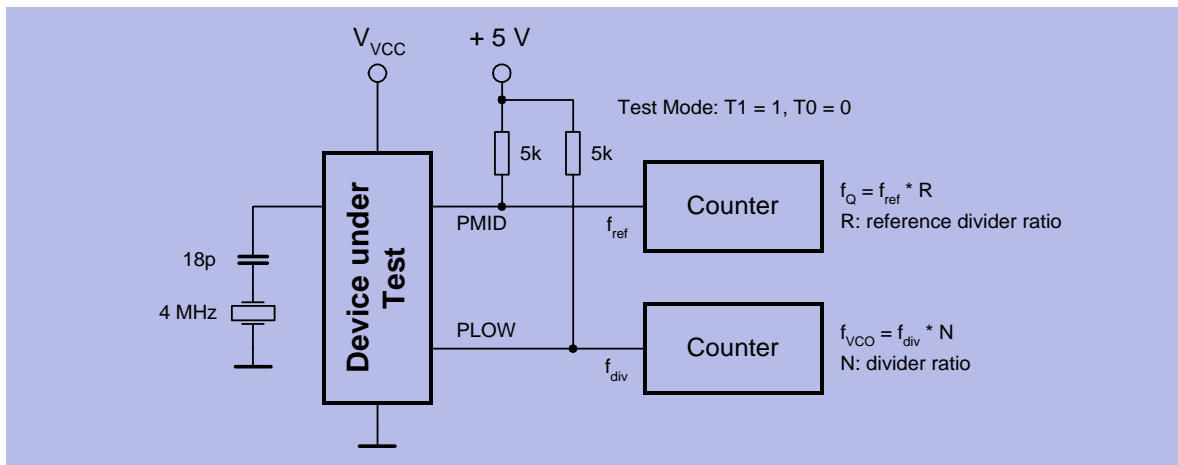 V_VCC
+ 5 V
Test Mode: T1 = 1, T0 = 0
5k
5k
Device under
Test
PMID
f_ref
Counter
f_Q = f_ref * R
R: reference divider ratio
18p
4 MHz
PLOW
f_div
Counter
f_VCO = f_div * N
N: divider ratio